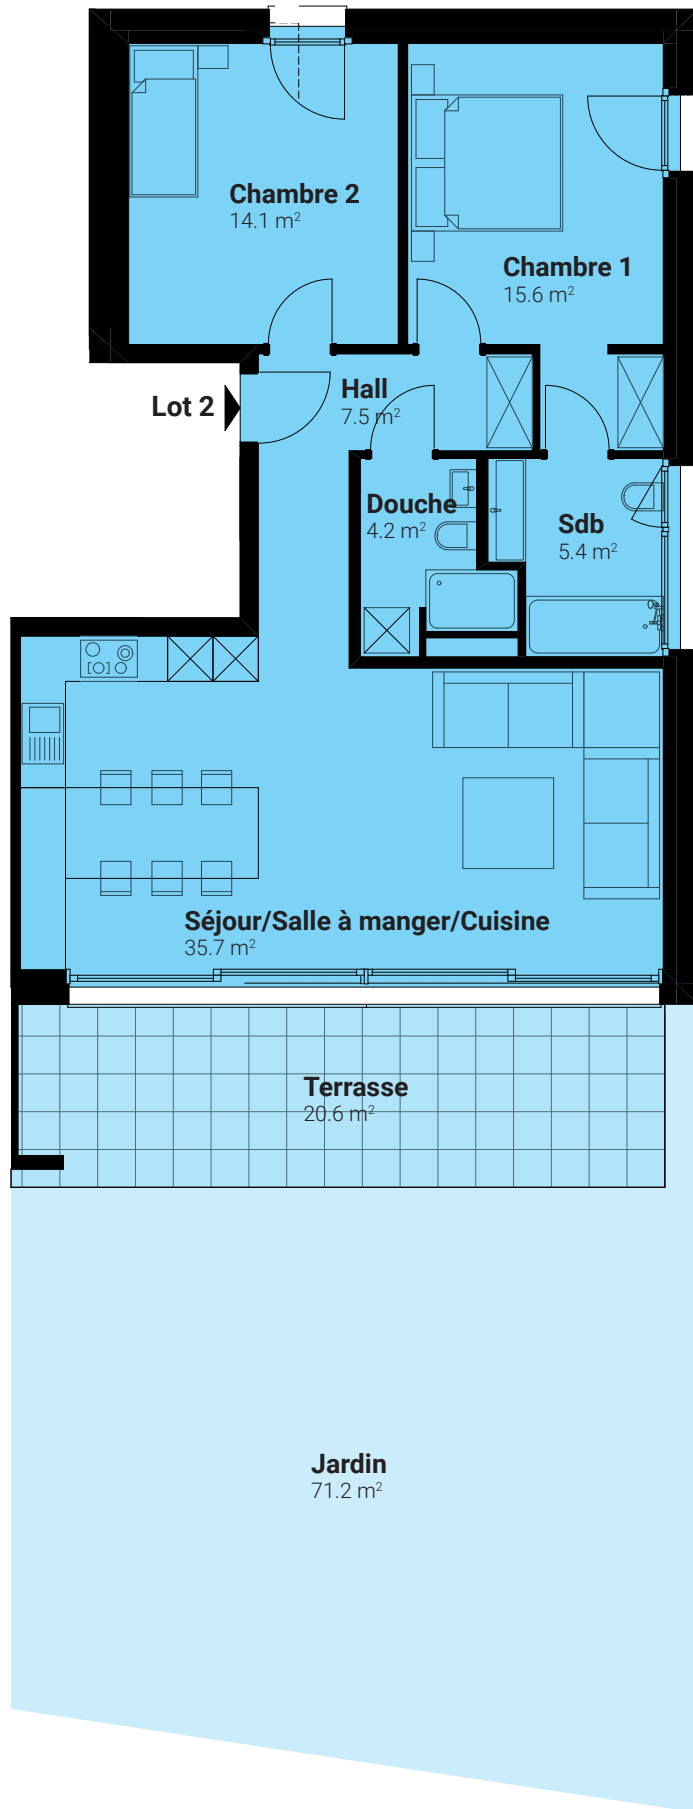 Chambre 2
14.1 m²
Chambre 1
15.6 m²
Hall
7.5 m²
Lot 2
Douche
4.2 m²
Sdb
5.4 m²
Séjour/Salle à manger/Cuisine
35.7 m²
Terrasse
20.6 m²
Jardin
71.2 m²